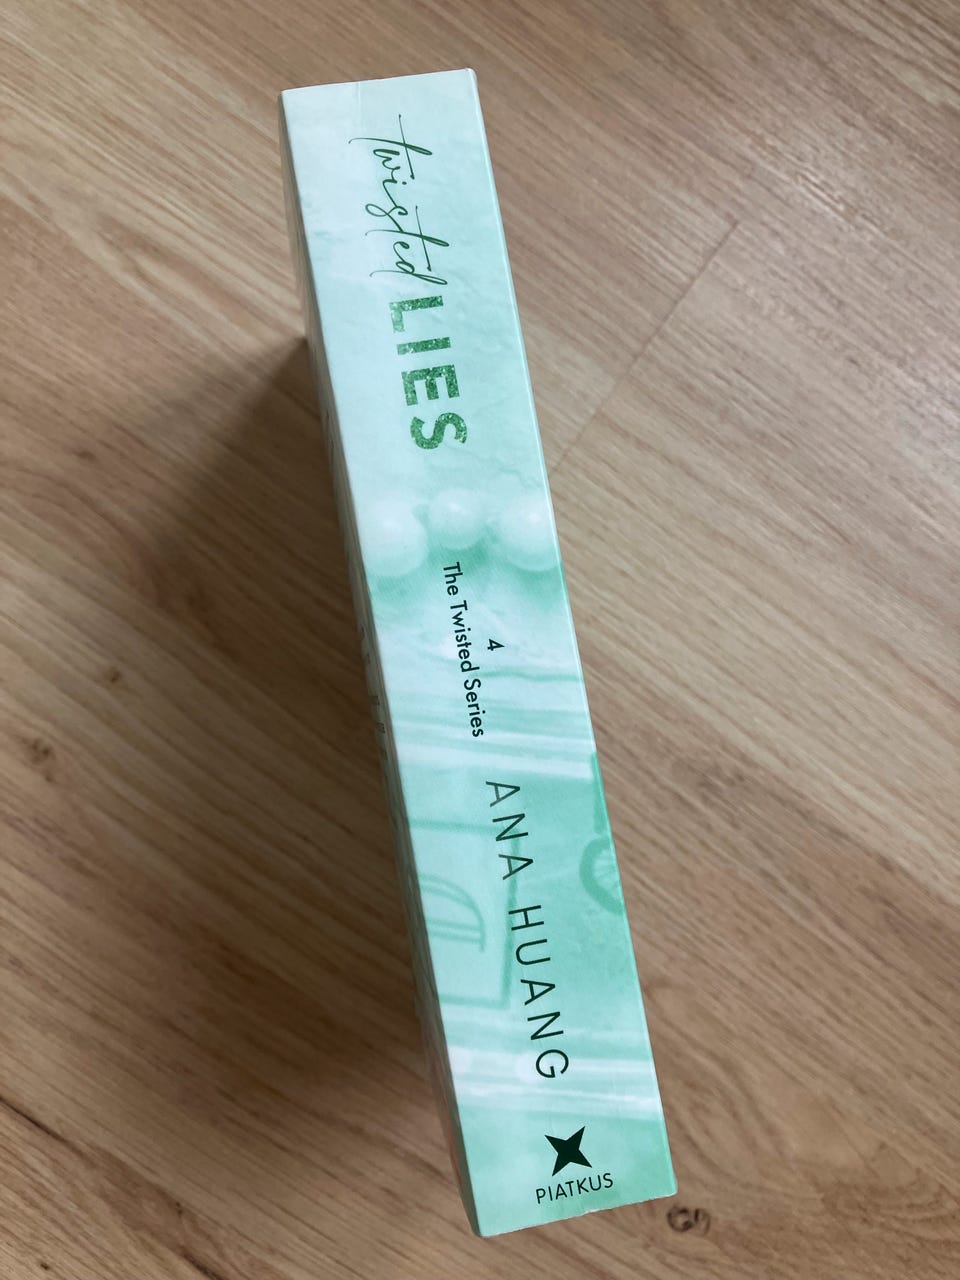 twisted
LIES
4
The Twisted Series
ANA HUANG
PIATKUS